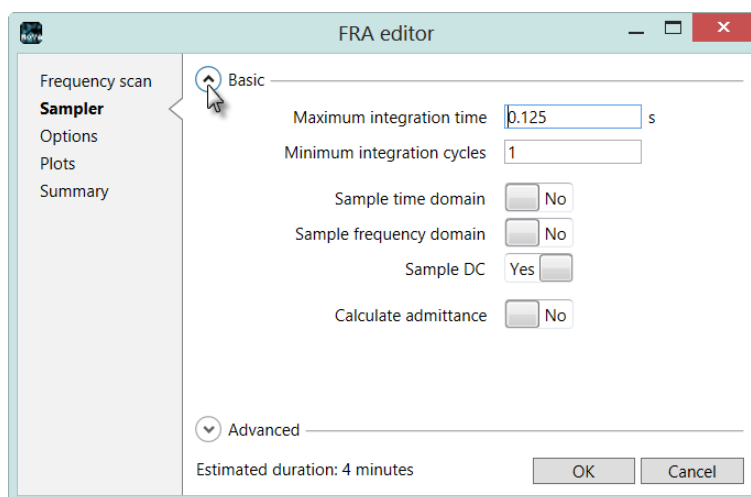 FRA editor
Frequency scan
Sampler
Options
Plots
Summary
Basic
Maximum integration time 0.125 s
Minimum integration cycles 1
Sample time domain No
Sample frequency domain No
Sample DC Yes
Calculate admittance No
Advanced
Estimated duration: 4 minutes OK Cancel